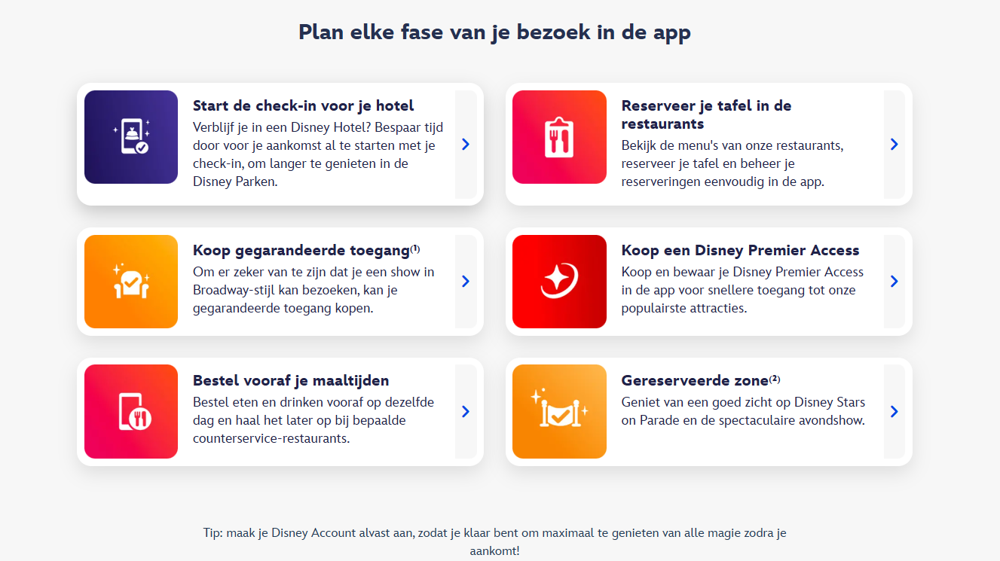 Plan elke fase van je bezoek in de app
Start de check-in voor je hotel
Verblijf je in een Disney Hotel? Bespaar tijd
door voor je aankomst al te starten met je
check-in, om langer te genieten in de
Disney Parken.
Reserveer je tafel in de
restaurants
Bekijk de menu's van onze restaurants,
reserveer je tafel en beheer je
reserveringen eenvoudig in de app.
Koop gegarandeerde toegang⁽¹⁾
Om er zeker van te zijn dat je een show in
Broadway-stijl kan bezoeken, kan je
gegarandeerde toegang kopen.
Koop een Disney Premier Access
Koop en bewaar je Disney Premier Access
in de app voor snellere toegang tot onze
populairste attracties.
Bestel vooraf je maaltijden
Bestel eten en drinken vooraf op dezelfde
dag en haal het later op bij bepaalde
counterservice-restaurants.
Gereserveerde zone⁽²⁾
Geniet van een goed zicht op Disney Stars
on Parade en de spectaculaire avondshow.
Tip: maak je Disney Account alvast aan, zodat je klaar bent om maximaal te genieten van alle magie zodra je
aankomt!